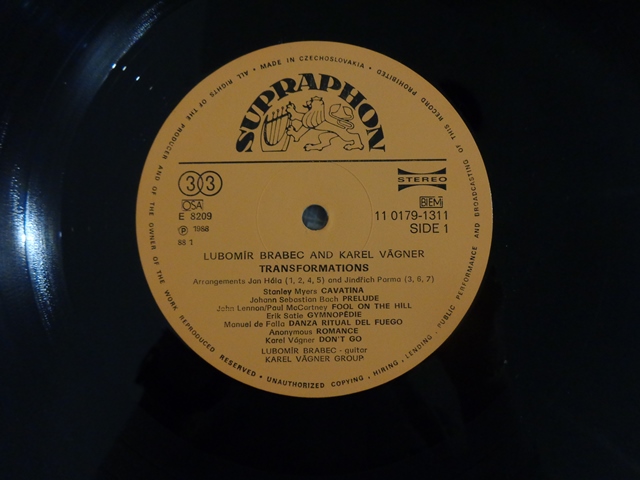 ALL RIGHTS OF THE PRODUCER AND OF THE OWNER OF THE WORK REPRODUCED RESERVED • UNAUTHORIZED COPYING, HIRING, LENDING - PUBLIC PERFORMANCE AND BROADCASTING OF THIS RECORD PROHIBITED • MADE IN CZECHOSLOVAKIA •
SUPRAPHON
33
STEREO
OSA
BIEM
E 8209
11 0179-1311
Ⓟ 1988
SIDE 1
88 1
LUBOMÍR BRABEC AND KAREL VÁGNER
TRANSFORMATIONS
Arrangements Jan Hála (1, 2, 4, 5) and Jindřich Parma (3, 6, 7)
Stanley Myers CAVATINA
Johann Sebastian Bach PRELUDE
John Lennon/Paul McCartney FOOL ON THE HILL
Erik Satie GYMNOPÉDIE
Manuel de Falla DANZA RITUAL DEL FUEGO
Anonymous ROMANCE
Karel Vágner DON'T GO
LUBOMÍR BRABEC - guitar
KAREL VÁGNER GROUP